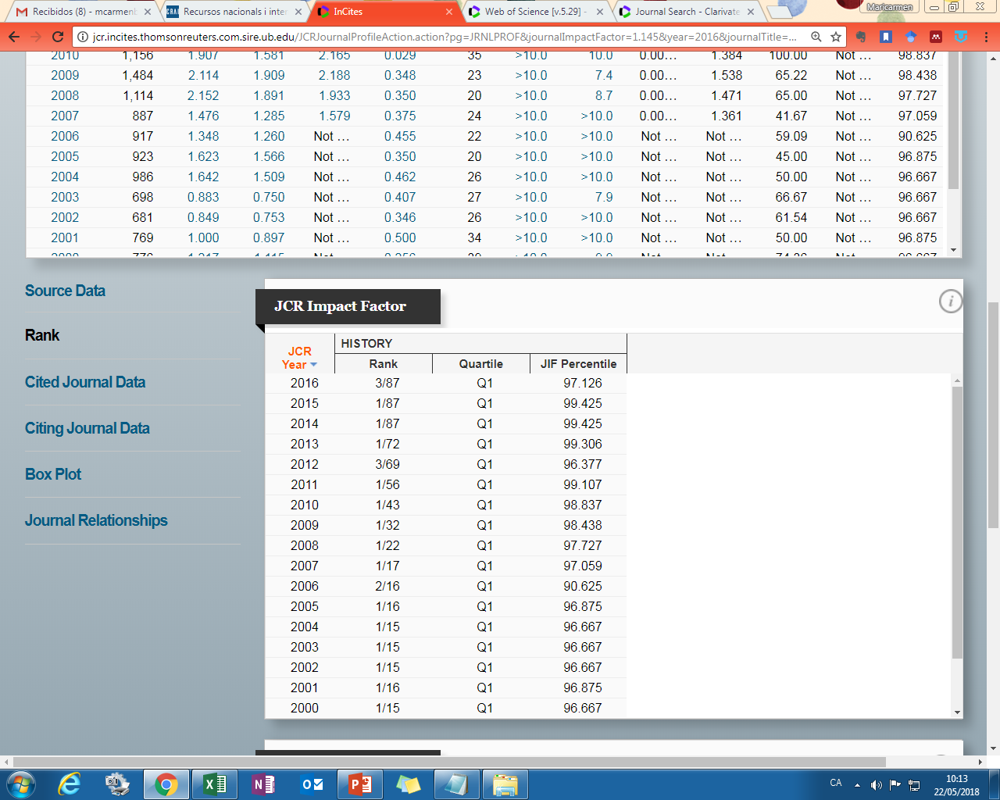 Recibidos (8) - mcarmenb
Recursos nacionals i inter
InCites
Web of Science [v.5.29] -
Journal Search - Clarivate
Maricarmen
jcr.incites.thomsonreuters.com.sire.ub.edu/JCRJournalProfileAction.action?pg=JRNLPROF&journalImpactFactor=1.145&year=2016&journalTitle=...
2010 1,156 1.907 1.581 2.165 0.029 35 >10.0 10.0 0.00... 1.384 100.00 Not ... 98.837
2009 1,484 2.114 1.909 2.188 0.348 23 >10.0 7.4 0.00... 1.538 65.22 Not ... 98.438
2008 1,114 2.152 1.891 1.933 0.350 20 >10.0 8.7 0.00... 1.471 65.00 Not ... 97.727
2007 887 1.476 1.285 1.579 0.375 24 >10.0 >10.0 0.00... 1.361 41.67 Not ... 97.059
2006 917 1.348 1.260 Not ... 0.455 22 >10.0 >10.0 Not ... Not ... 59.09 Not ... 90.625
2005 923 1.623 1.566 Not ... 0.350 20 >10.0 >10.0 Not ... Not ... 45.00 Not ... 96.875
2004 986 1.642 1.509 Not ... 0.462 26 >10.0 >10.0 Not ... Not ... 50.00 Not ... 96.667
2003 698 0.883 0.750 Not ... 0.407 27 >10.0 7.9 Not ... Not ... 66.67 Not ... 96.667
2002 681 0.849 0.753 Not ... 0.346 26 >10.0 >10.0 Not ... Not ... 61.54 Not ... 96.667
2001 769 1.000 0.897 Not ... 0.500 34 >10.0 >10.0 Not ... Not ... 50.00 Not ... 96.875
Source Data
Rank
Cited Journal Data
Citing Journal Data
Box Plot
Journal Relationships
JCR Impact Factor
JCR Year
HISTORY
Rank Quartile JIF Percentile
2016 3/87 Q1 97.126
2015 1/87 Q1 99.425
2014 1/87 Q1 99.425
2013 1/72 Q1 99.306
2012 3/69 Q1 96.377
2011 1/56 Q1 99.107
2010 1/43 Q1 98.837
2009 1/32 Q1 98.438
2008 1/22 Q1 97.727
2007 1/17 Q1 97.059
2006 2/16 Q1 90.625
2005 1/16 Q1 96.875
2004 1/15 Q1 96.667
2003 1/15 Q1 96.667
2002 1/15 Q1 96.667
2001 1/16 Q1 96.875
2000 1/15 Q1 96.667
CA
10:13
22/05/2018